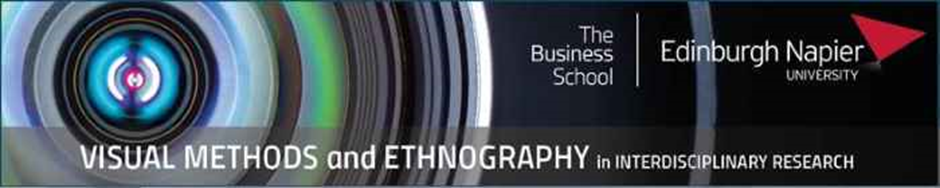 The
Business
School
Edinburgh Napier
UNIVERSITY
VISUAL METHODS and ETHNOGRAPHY in INTERDISCIPLINARY RESEARCH